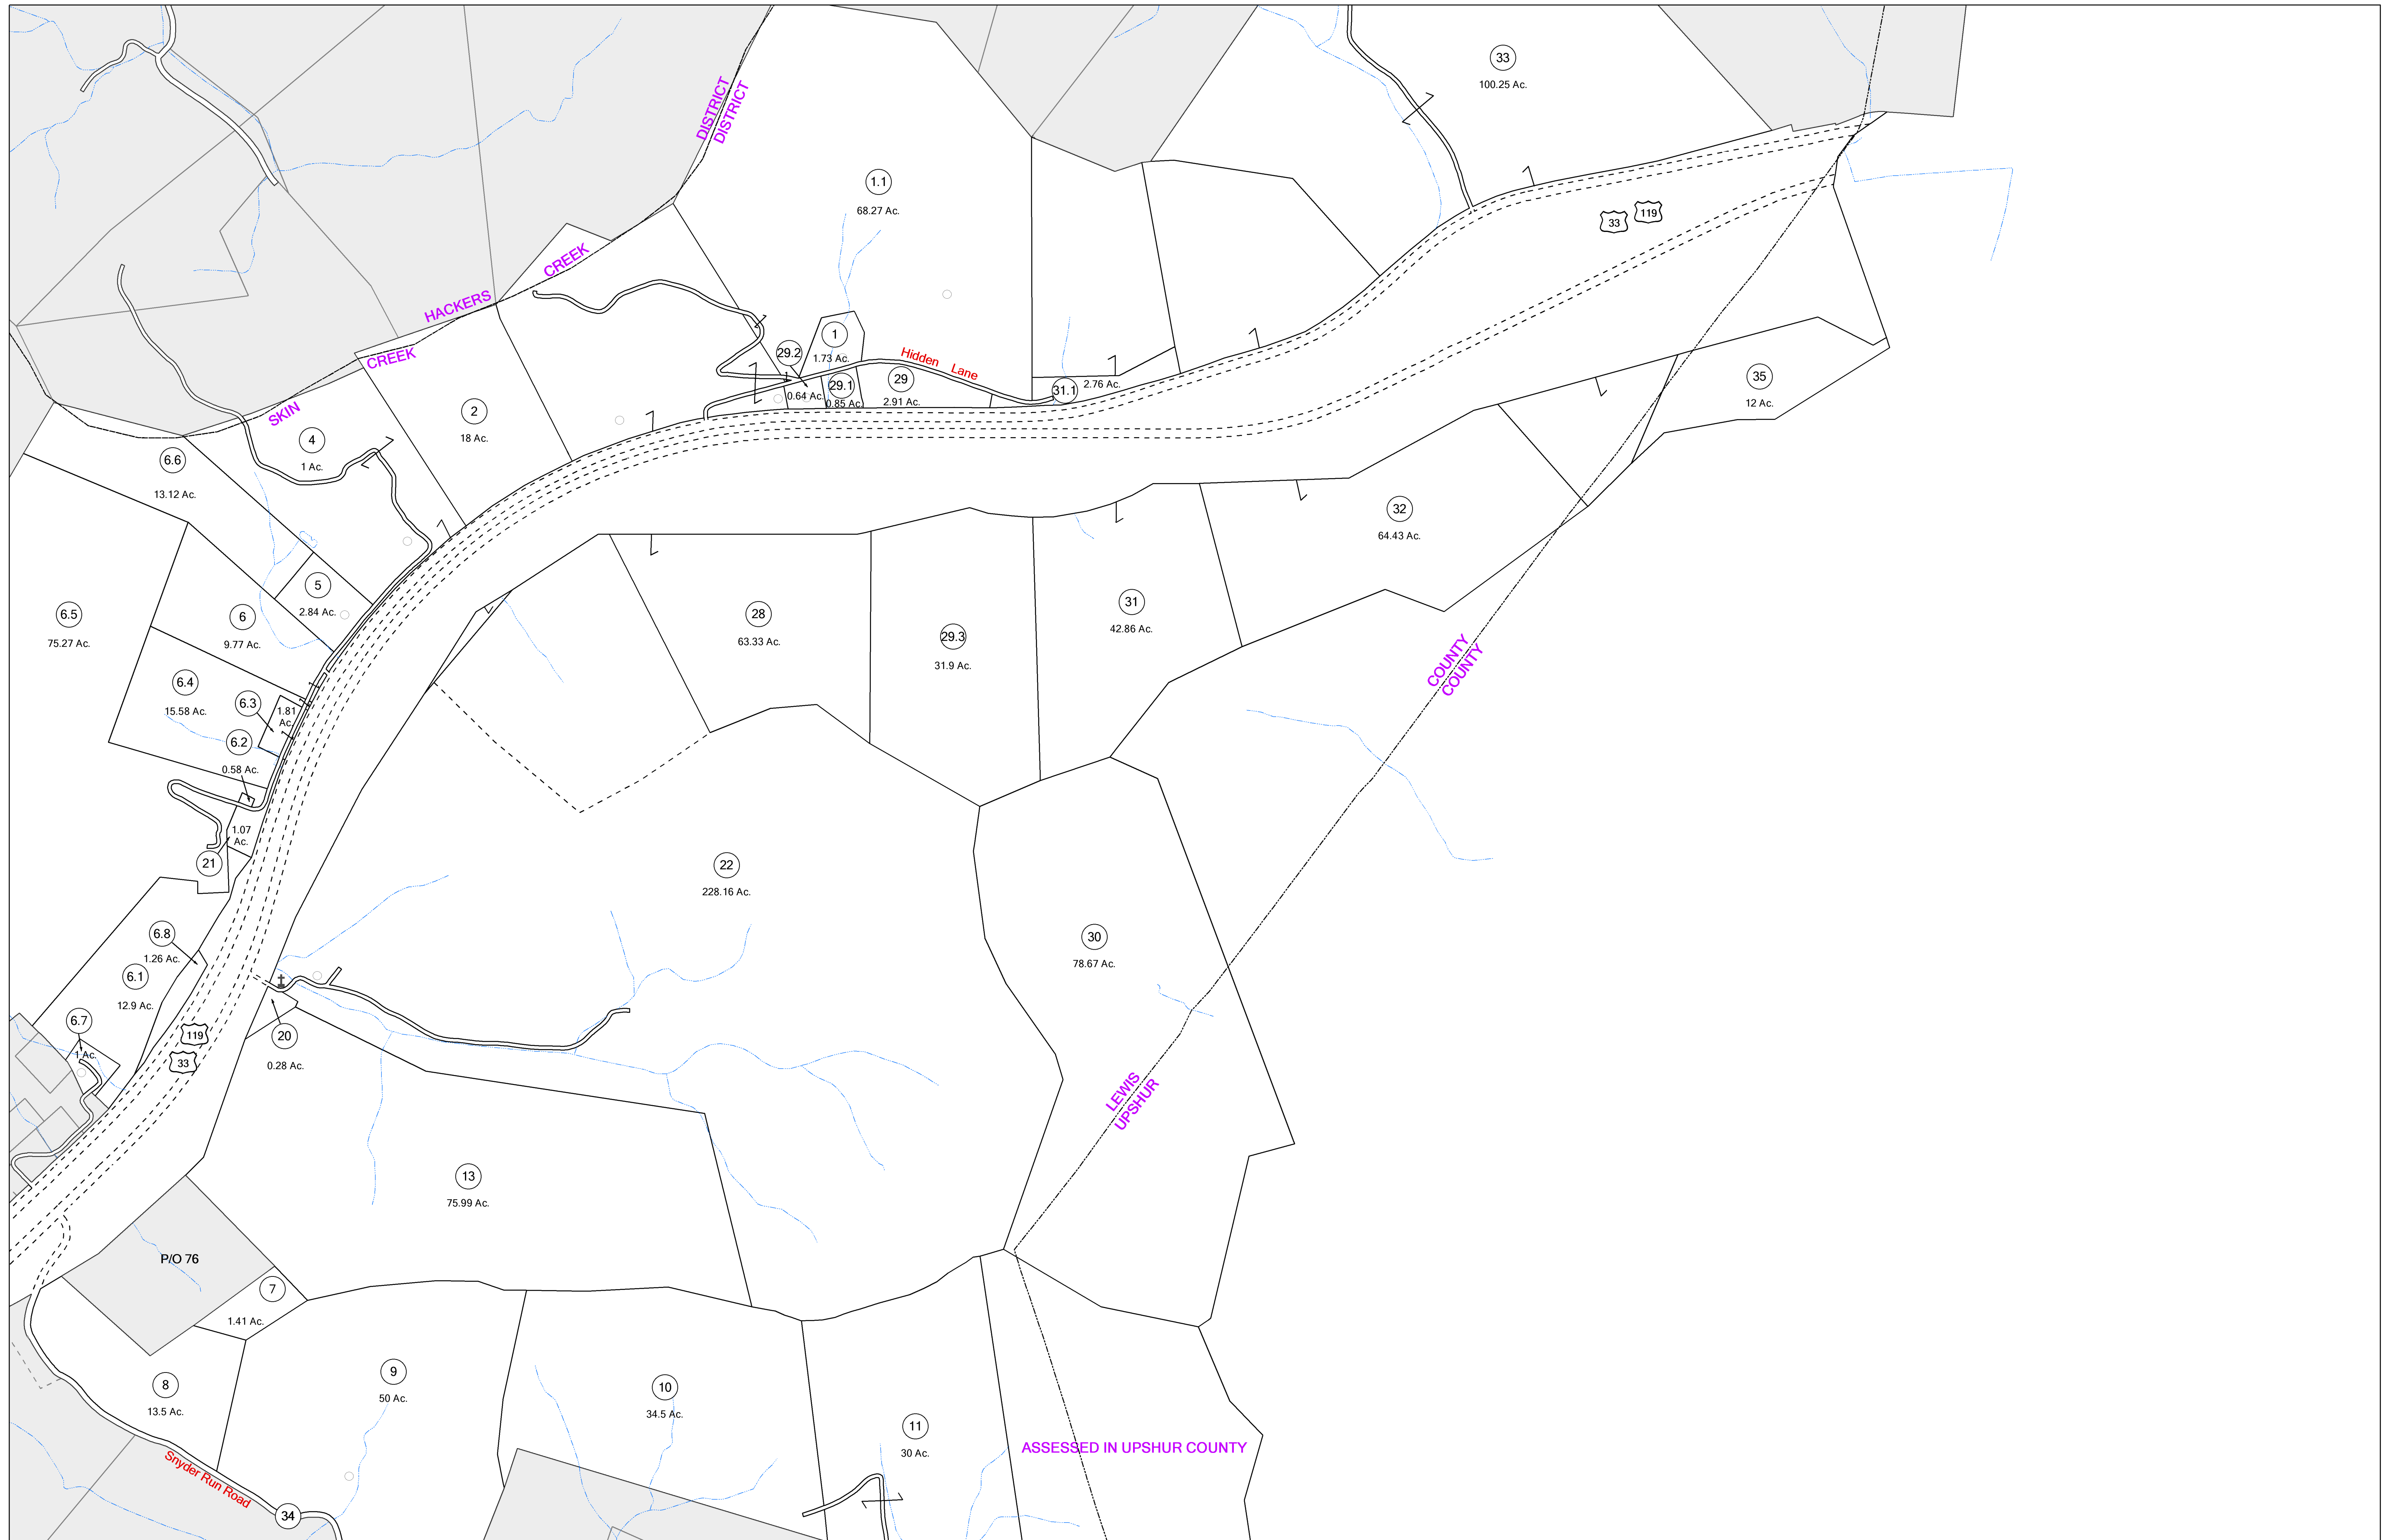 33
100.25 Ac.
DISTRICT
DISTRICT
1.1
68.27 Ac.
33
119
CREEK
HACKERS
CREEK
SKIN
1
1.73 Ac.
29.2
Hidden Lane
29.1
29
31.1
2.76 Ac.
0.64 Ac.
0.85 Ac.
2.91 Ac.
35
12 Ac.
2
18 Ac.
4
1 Ac.
6.6
13.12 Ac.
32
64.43 Ac.
5
2.84 Ac.
6
9.77 Ac.
6.5
75.27 Ac.
28
63.33 Ac.
29.3
31.9 Ac.
31
42.86 Ac.
COUNTY
COUNTY
6.4
15.58 Ac.
6.3
1.81
Ac.
6.2
0.58 Ac.
1.07
Ac.
21
22
228.16 Ac.
6.8
1.26 Ac.
6.1
12.9 Ac.
30
78.67 Ac.
6.7
1 Ac.
119
33
20
0.28 Ac.
LEWIS
UPSHUR
13
75.99 Ac.
P/O 76
7
1.41 Ac.
8
13.5 Ac.
9
50 Ac.
10
34.5 Ac.
11
30 Ac.
ASSESSED IN UPSHUR COUNTY
Snyder Run Road
34